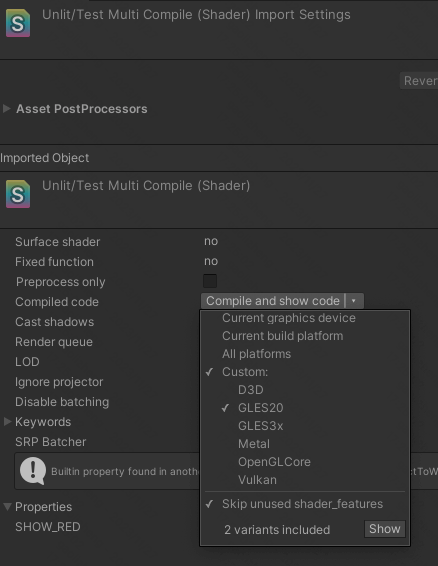 Unlit/Test Multi Compile (Shader) Import Settings
Rever
Asset PostProcessors
Imported Object
Unlit/Test Multi Compile (Shader)
Surface shader no
Fixed function no
Preprocess only
Compiled code Compile and show code
Cast shadows Current graphics device
Render queue Current build platform
LOD All platforms
Ignore projector Custom:
Disable batching D3D
GLES20
Keywords GLES3x
SRP Batcher Metal
OpenGLCore
Builtin property found in anothe ctToW
Vulkan
Properties Skip unused shader_features
SHOW_RED 2 variants included Show